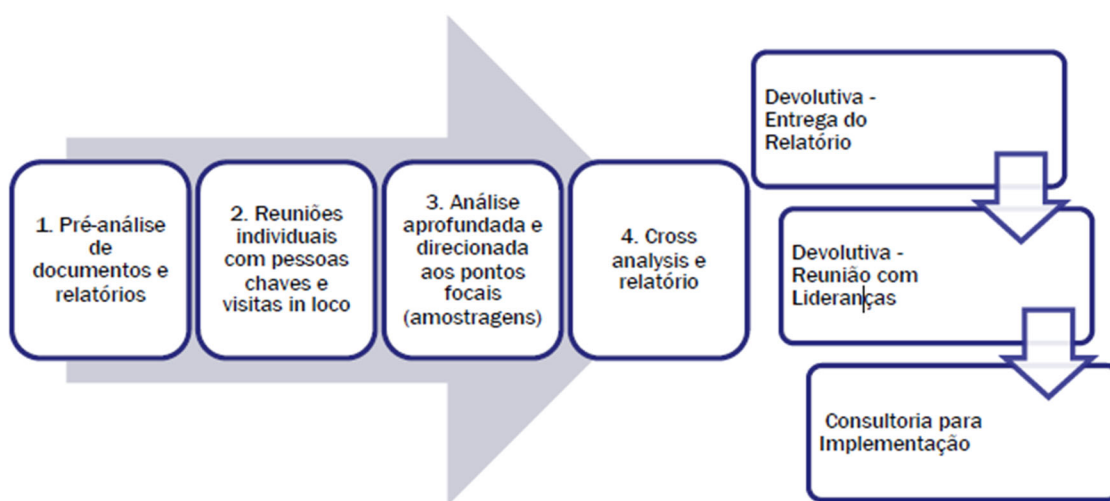 1. Pré-análise
de
documentos e
relatórios
2. Reuniões
individuais
com pessoas
chaves e
visitas in loco
3. Análise
aprofundada e
direcionada
aos pontos
focais
(amostragens)
4. Cross
analysis e
relatório
Devolutiva -
Entrega do
Relatório
Devolutiva -
Reunião com
Lideranças
Consultoria para
Implementação